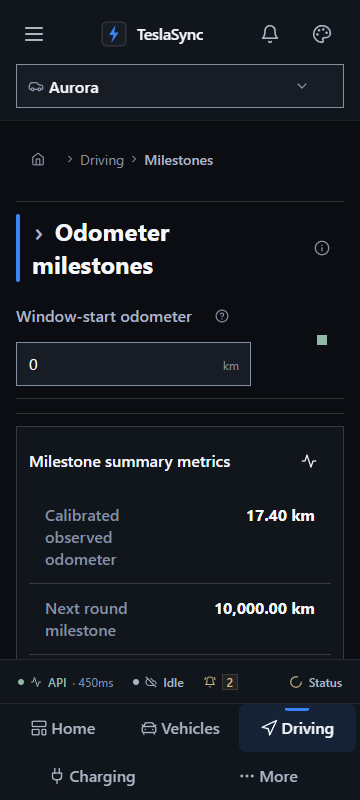 TeslaSync
Aurora
Driving
Milestones
Odometer
milestones
Window-start odometer
0 km
Milestone summary metrics
Calibrated
observed
odometer
17.40 km
Next round
milestone
10,000.00 km
API · 450ms
Idle
2
Status
Home
Vehicles
Driving
Charging
More